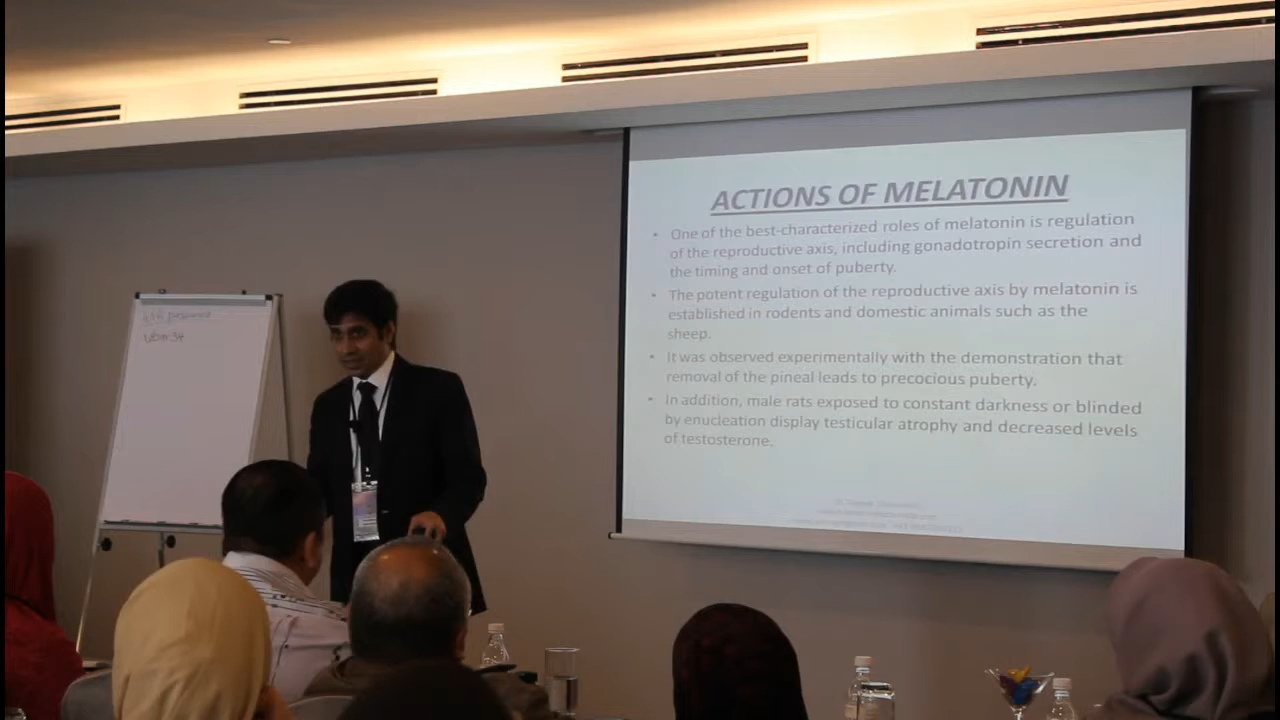 ACTIONS OF MELATONIN
• One of the best-characterized roles of melatonin is regulation
of the reproductive axis, including gonadotropin secretion and
the timing and onset of puberty.
• The potent regulation of the reproductive axis by melatonin is
established in rodents and domestic animals such as the
sheep.
• It was observed experimentally with the demonstration that
removal of the pineal leads to precocious puberty.
• In addition, male rats exposed to constant darkness or blinded
by enucleation display testicular atrophy and decreased levels
of testosterone.